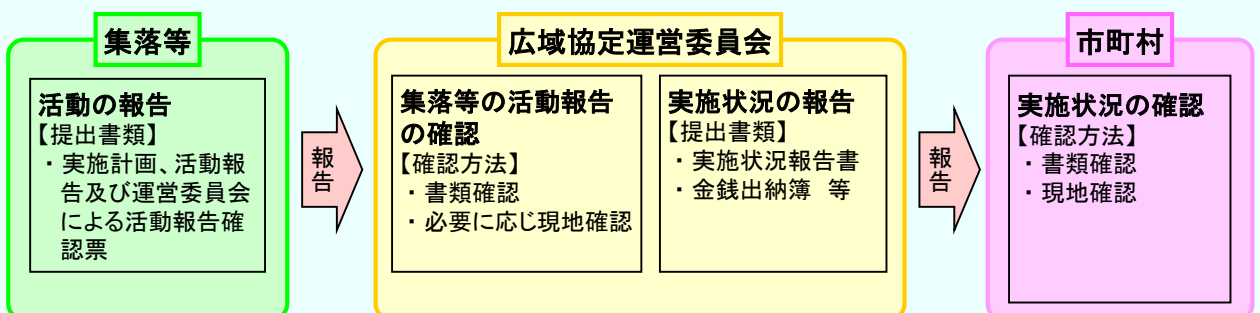 集落等
活動の報告
【提出書類】
・実施計画、活動報
告及び運営委員会
による活動報告確
認票
報告
広域協定運営委員会
集落等の活動報告
の確認
【確認方法】
・書類確認
・必要に応じ現地確認
実施状況の報告
【提出書類】
・実施状況報告書
・金銭出納簿 等
報告
市町村
実施状況の確認
【確認方法】
・書類確認
・現地確認